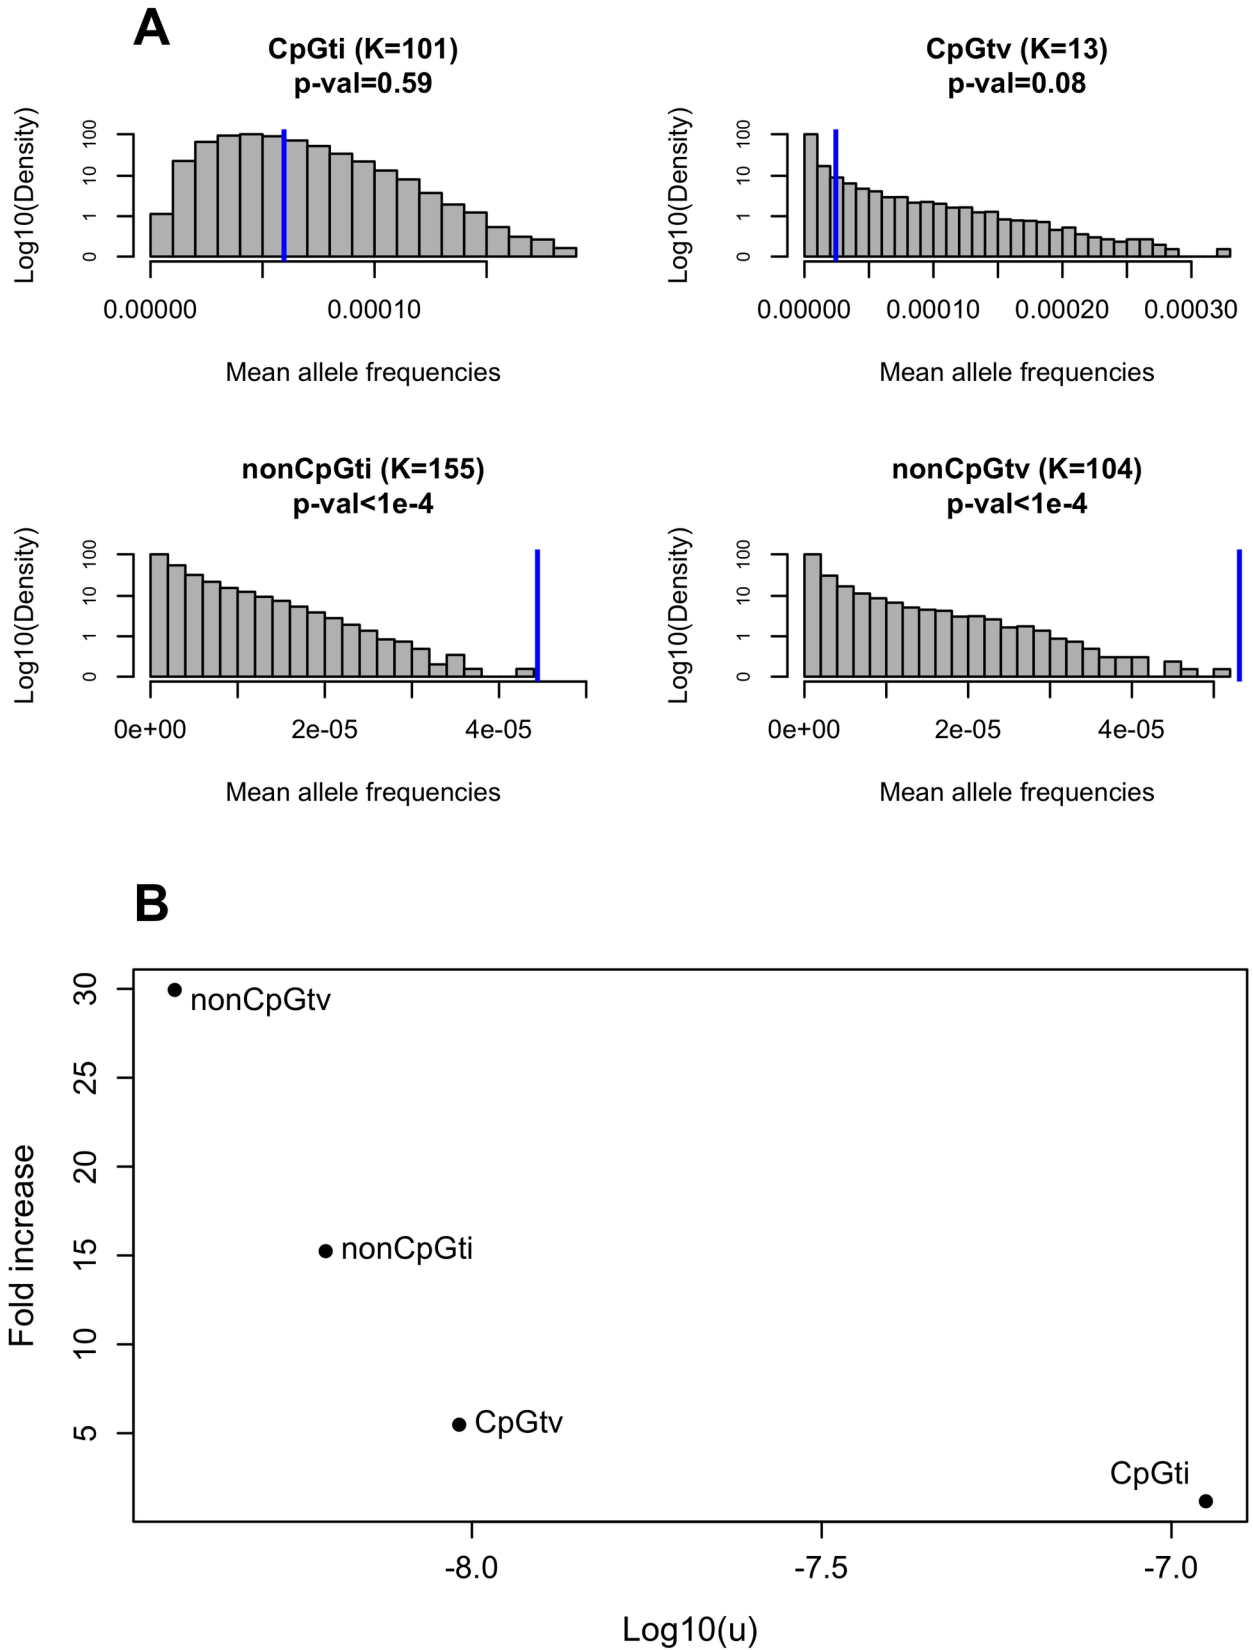 A
CpGti (K=101)
p-val=0.59
Log10(Density)
100
10
1
0
0.00000
0.00010
Mean allele frequencies
CpGtv (K=13)
p-val=0.08
Log10(Density)
100
10
1
0
0.00000
0.00010
0.00020
0.00030
Mean allele frequencies
nonCpGti (K=155)
p-val<1e-4
Log10(Density)
100
10
1
0
0e+00
2e-05
4e-05
Mean allele frequencies
nonCpGtv (K=104)
p-val<1e-4
Log10(Density)
100
10
1
0
0e+00
2e-05
4e-05
Mean allele frequencies
B
Fold increase
30
25
20
15
10
5
nonCpGtv
nonCpGti
CpGtv
CpGti
-8.0
-7.5
-7.0
Log10(u)